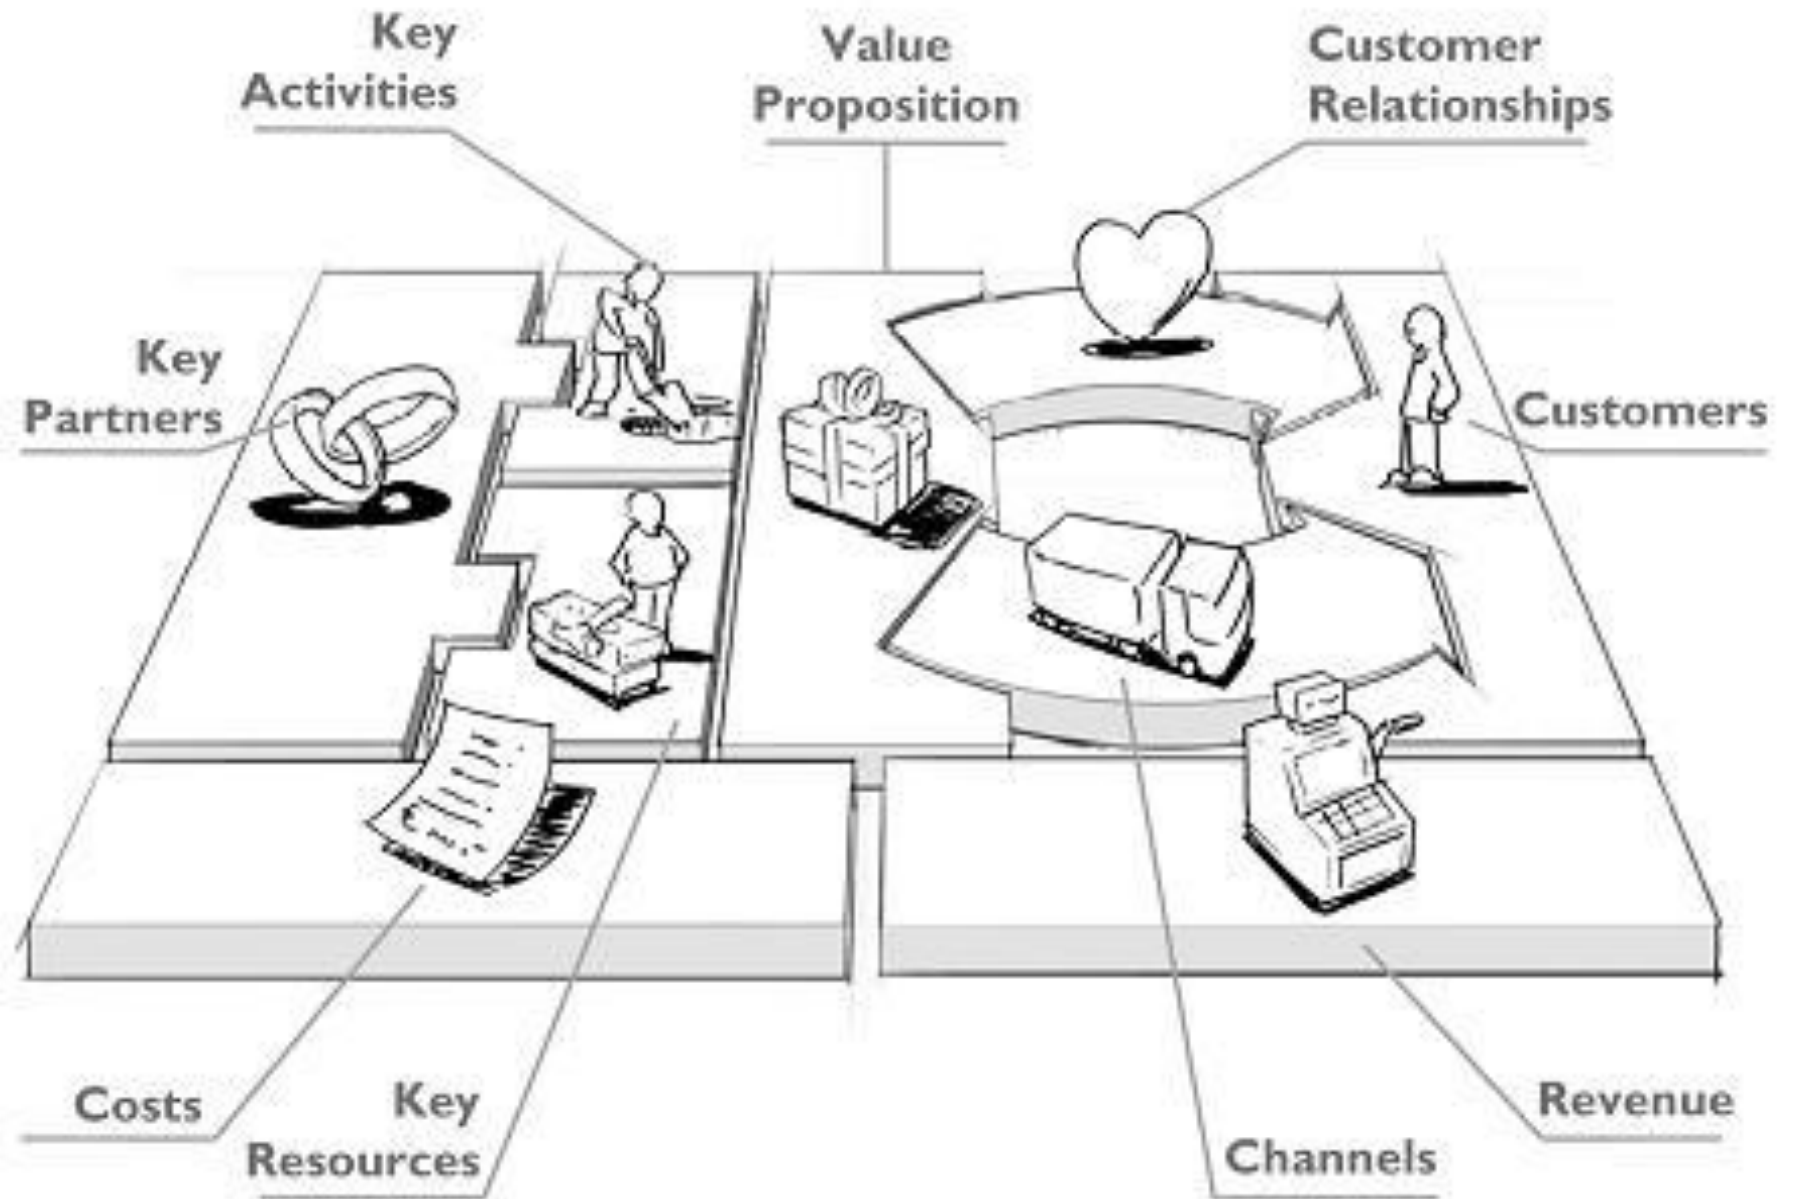 Key
Activities
Value
Proposition
Customer
Relationships
Key
Partners
Customers
Costs
Key
Resources
Channels
Revenue